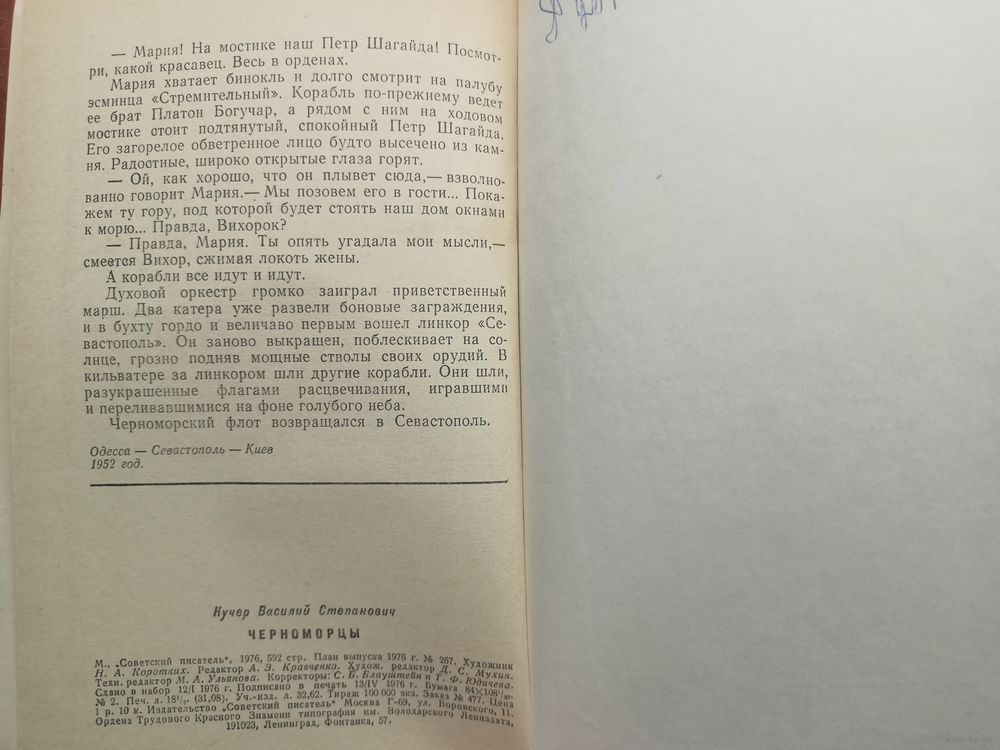 — Мария! На мостике наш Петр Шагайда! Посмот-
ри, какой красавец. Весь в орденах.
Мария хватает бинокль и долго смотрит на палубу
эсминца «Стремительный». Корабль по-прежнему ведет
ее брат Платон Богучар, а рядом с ним на ходовом
мостике стоит подтянутый, спокойный Петр Шагайда.
Его загорелое обветренное лицо будто высечено из кам-
ня. Радостные, широко открытые глаза горят.
— Ой, как хорошо, что он плывет сюда,— взволно-
ванно говорит Мария.— Мы позовем его в гости... Пока-
жем ту гору, под которой будет стоять наш дом окнами
к морю... Правда, Вихорок?
— Правда, Мария. Ты опять угадала мои мысли,—
смеется Вихор, сжимая локоть жены.
А корабли все идут и идут.
Духовой оркестр громко заиграл приветственный
марш. Два катера уже развели боновые заграждения,
и в бухту гордо и величаво первым вошел линкор «Се-
вастополь». Он заново выкрашен, поблескивает на со-
лнце, грозно подняв мощные стволы своих орудий. В
кильватере за линкором шли другие корабли. Они шли,
разукрашенные флагами расцвечивания, игравшими
и переливавшимися на фоне голубого неба.
Черноморский флот возвращался в Севастополь.
Одесса — Севастополь — Киев
1952 год.
Кучер Василий Степанович
ЧЕРНОМОРЦЫ
М., „Советский писатель“, 1976, 592 стр. План выпуска 1976 г. № 267. Художник
Н. А. Коротких. Редактор А. З. Кравченко. Худож. редактор Д. С. Мухин.
Техн. редактор М. А. Ульянова. Корректоры: С. Б. Блауштейн и Т. Ф. Юдичева.
Сдано в набор 12/I 1976 г. Подписано в печать 13/IV 1976 г. Бумага 84×108¹/₃₂,
№ 2. Печ. л. 18¹/₂ (31,08). Уч.-изд. л. 32,62. Тираж 100 000 экз. Заказ № 477. Цена
1 р. 10 к. Издательство „Советский писатель“ Москва Г-69, ул. Воровского, 11.
Ордена Трудового Красного Знамени типография им. Володарского Лениздата,
191023, Ленинград, Фонтанка, 57.